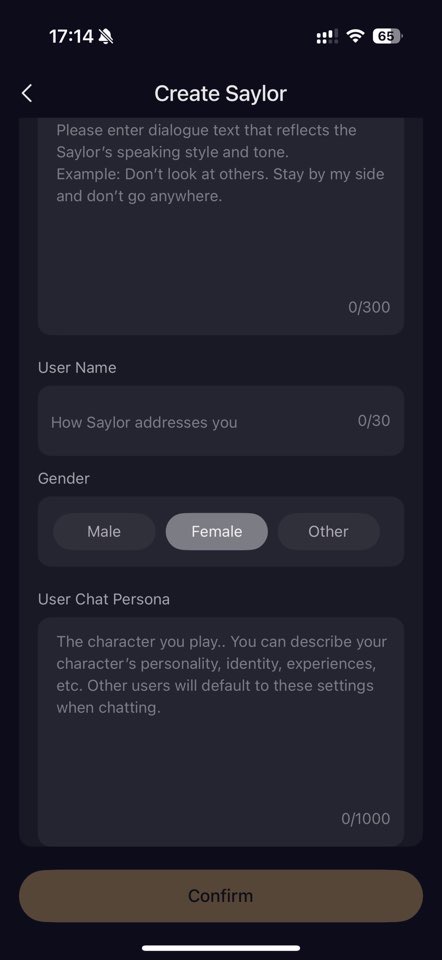 17:14
65
Create Saylor
Please enter dialogue text that reflects the
Saylor’s speaking style and tone.
Example: Don’t look at others. Stay by my side
and don’t go anywhere.
0/300
User Name
How Saylor addresses you
0/30
Gender
Male
Female
Other
User Chat Persona
The character you play.. You can describe your
character’s personality, identity, experiences,
etc. Other users will default to these settings
when chatting.
0/1000
Confirm